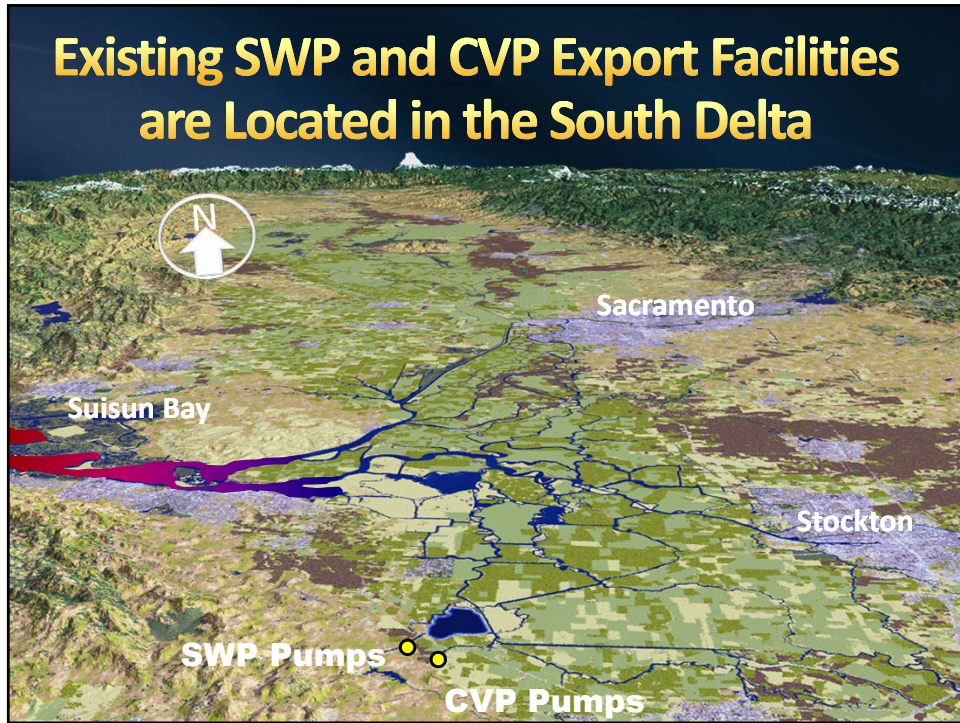 Existing SWP and CVP Export Facilities
are Located in the South Delta
N
Sacramento
Suisun Bay
Stockton
SWP Pumps
CVP Pumps